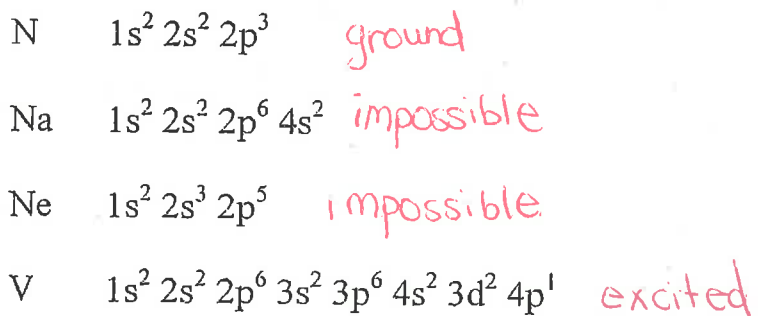 N 1s² 2s² 2p³ ground
Na 1s² 2s² 2p⁶ 4s² impossible
Ne 1s² 2s³ 2p⁵ impossible
V 1s² 2s² 2p⁶ 3s² 3p⁶ 4s² 3d² 4p¹ excited